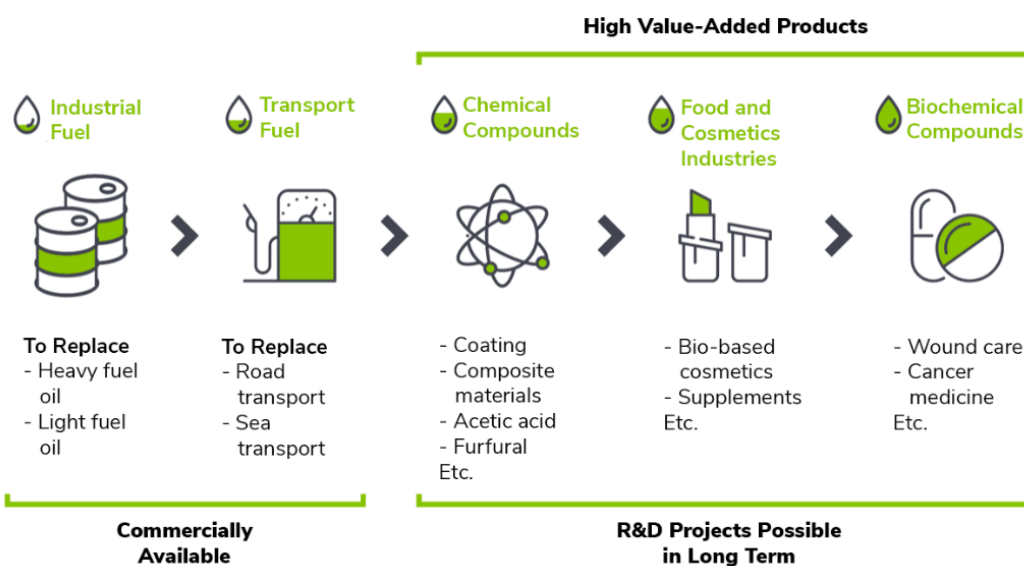 High Value-Added Products
Industrial
Fuel
Transport
Fuel
Chemical
Compounds
Food and
Cosmetics
Industries
Biochemical
Compounds
To Replace
- Heavy fuel
oil
- Light fuel
oil
To Replace
- Road
transport
- Sea
transport
- Coating
- Composite
materials
- Acetic acid
- Furfural
Etc.
- Bio-based
cosmetics
- Supplements
Etc.
- Wound care
- Cancer
medicine
Etc.
Commercially
Available
R&D Projects Possible
in Long Term